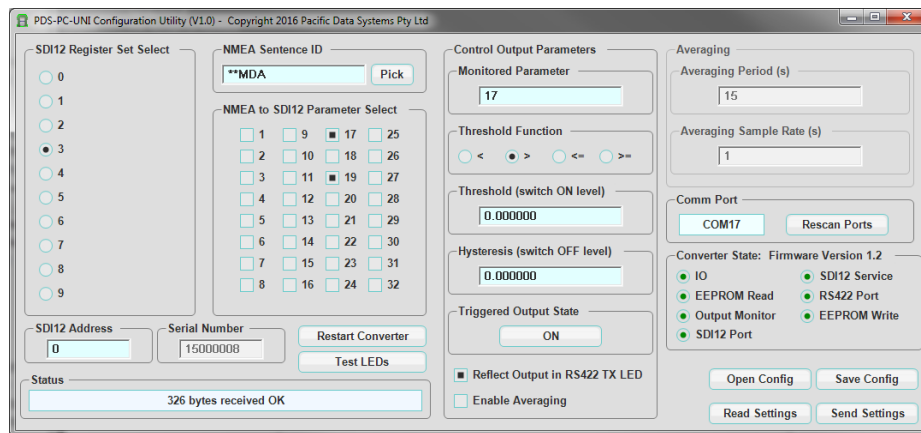 PDS-PC-UNI Configuration Utility (V1.0) - Copyright 2016 Pacific Data Systems Pty Ltd
SDI12 Register Set Select
0
1
2
3
4
5
6
7
8
9
SDI12 Address
0
Serial Number
15000008
Restart Converter
Test LEDs
Status
326 bytes received OK
NMEA Sentence ID
**MDA
Pick
NMEA to SDI12 Parameter Select
1 9 17 25
2 10 18 26
3 11 19 27
4 12 20 28
5 13 21 29
6 14 22 30
7 15 23 31
8 16 24 32
Control Output Parameters
Monitored Parameter
17
Threshold Function
< > <= >=
Threshold (switch ON level)
0.000000
Hysteresis (switch OFF level)
0.000000
Triggered Output State
ON
Reflect Output in RS422 TX LED
Enable Averaging
Averaging
Averaging Period (s)
15
Averaging Sample Rate (s)
1
Comm Port
COM17
Rescan Ports
Converter State: Firmware Version 1.2
IO SDI12 Service
EEPROM Read RS422 Port
Output Monitor EEPROM Write
SDI12 Port
Open Config Save Config
Read Settings Send Settings